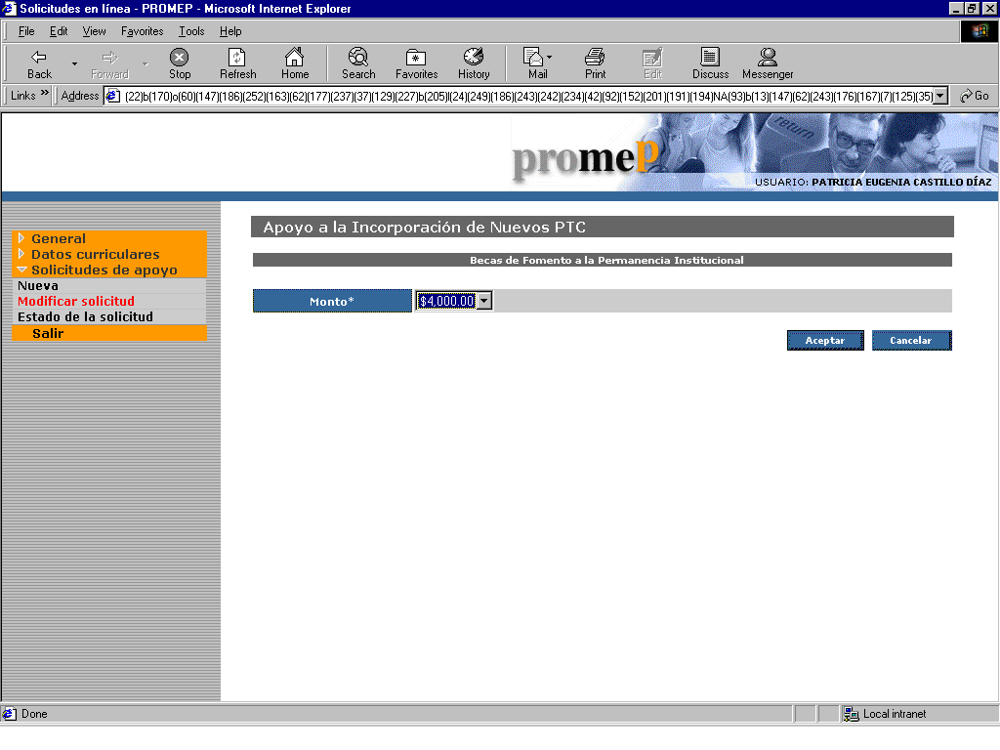 Solicitudes en línea - PROMEP - Microsoft Internet Explorer
File Edit View Favorites Tools Help
Back Forward Stop Refresh Home Search Favorites History Mail Print Edit Discuss Messenger
Links » Address (22)b(170)o(60)(147)(186)(252)(163)(62)(177)(237)(37)(129)(227)b(205)[(24)(249)(186)(243)(242)(234)(42)(92)(152)(201)(191)(194)NA(93)b(13)(147)(62)(243)(176)(167)(7)(125)(35) Go
return
promep
USUARIO: PATRICIA EUGENIA CASTILLO DÍAZ
General
Datos curriculares
Solicitudes de apoyo
Nueva
Modificar solicitud
Estado de la solicitud
Salir
Apoyo a la Incorporación de Nuevos PTC
Becas de Fomento a la Permanencia Institucional
Monto* $4,000.00
Aceptar Cancelar
Done Local intranet